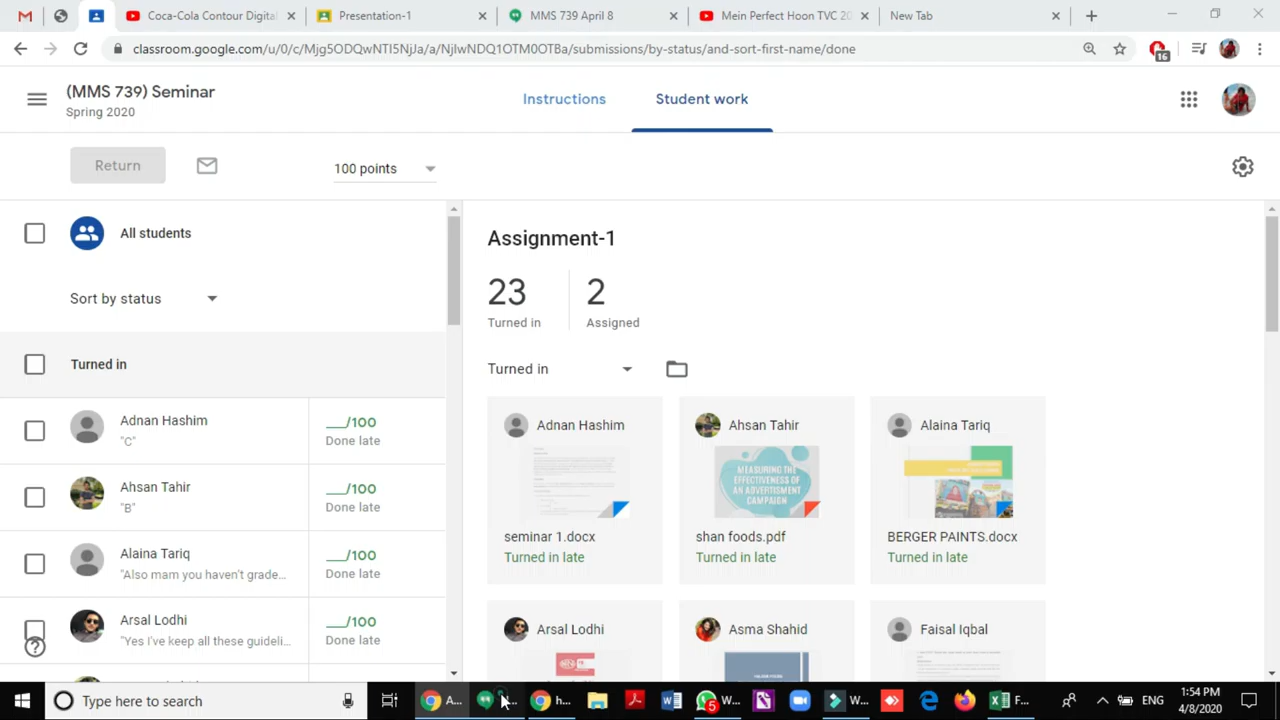 Coca-Cola Contour Digital
Presentation-1
MMS 739 April 8
Mein Perfect Hoon TVC 20
New Tab
classroom.google.com/u/0/c/Mjg5ODQwNTI5NjJa/a/NjIwNDQ1OTM0OTBa/submissions/by-status/and-sort-first-name/done
16
(MMS 739) Seminar
Spring 2020
Instructions
Student work
Return
100 points
All students
Sort by status
Turned in
Adnan Hashim
"C"
___/100
Done late
Ahsan Tahir
"B"
___/100
Done late
Alaina Tariq
"Also mam you haven't grade...
___/100
Done late
Arsal Lodhi
"Yes I've keep all these guideli...
___/100
Done late
Assignment-1
23
Turned in
2
Assigned
Turned in
Adnan Hashim
seminar 1.docx
Turned in late
Ahsan Tahir
MEASURING THE
EFFECTIVENESS OF
AN ADVERTISMENT
CAMPAIGN
shan foods.pdf
Turned in late
Alaina Tariq
BERGER PAINTS.docx
Turned in late
Arsal Lodhi
Asma Shahid
Faisal Iqbal
Type here to search
A...
h...
5
W...
W...
F...
ENG
1:54 PM
4/8/2020